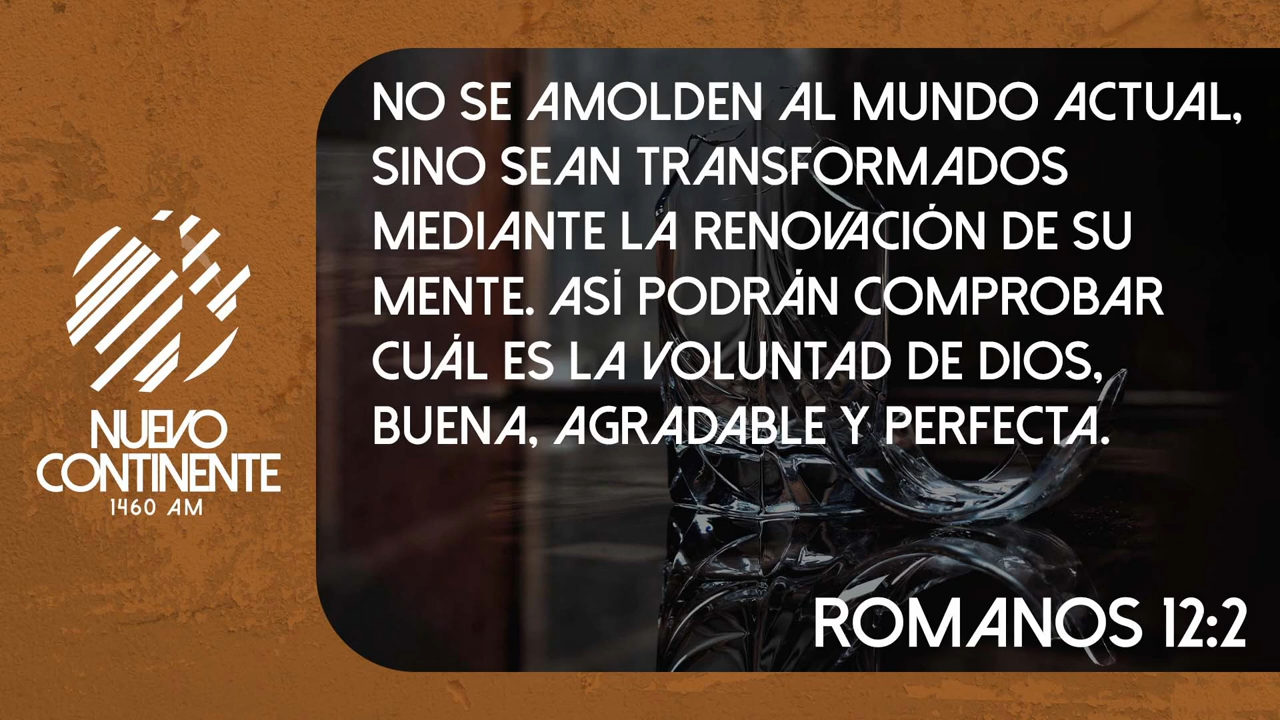 NO SE AMOLDEN AL MUNDO ACTUAL,
SINO SEAN TRANSFORMADOS
MEDIANTE LA RENOVACIÓN DE SU
MENTE. ASÍ PODRÁN COMPROBAR
CUÁL ES LA VOLUNTAD DE DIOS,
BUENA, AGRADABLE Y PERFECTA.
ROMANOS 12:2
NUEVO
CONTINENTE
1460 AM